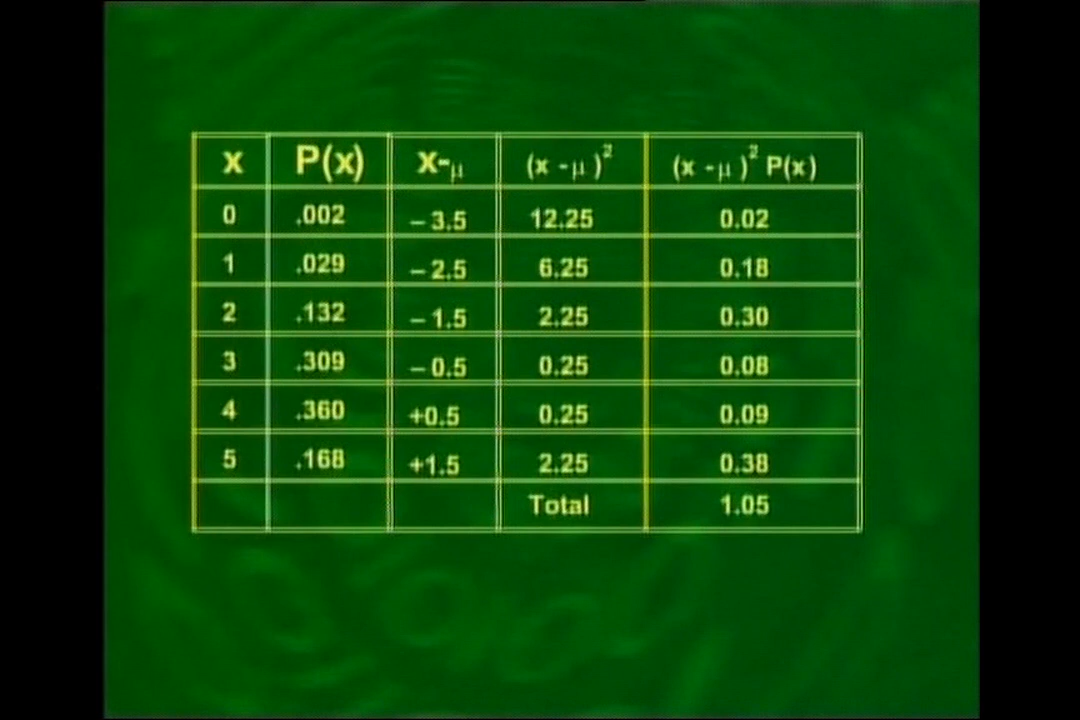 x P(x) X-μ (x -μ )² (x -μ )² P(x)
0 .002 – 3.5 12.25 0.02
1 .029 – 2.5 6.25 0.18
2 .132 – 1.5 2.25 0.30
3 .309 – 0.5 0.25 0.08
4 .360 +0.5 0.25 0.09
5 .168 +1.5 2.25 0.38
Total 1.05